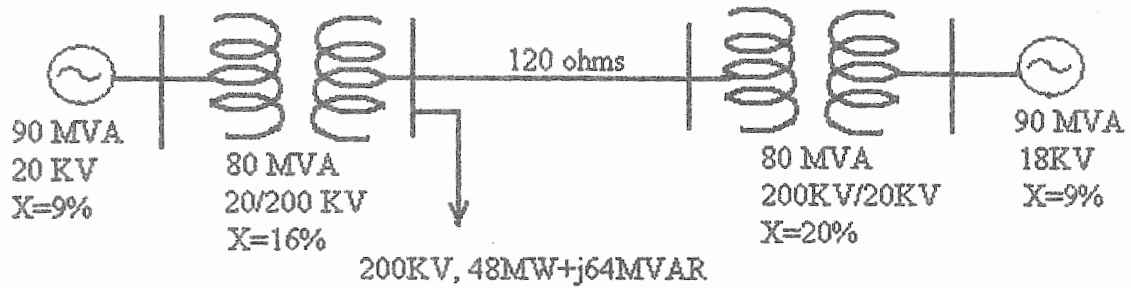 120 ohms
90 MVA
20 KV
X=9%
80 MVA
20/200 KV
X=16%
200KV, 48MW+j64MVAR
80 MVA
200KV/20KV
X=20%
90 MVA
18KV
X=9%